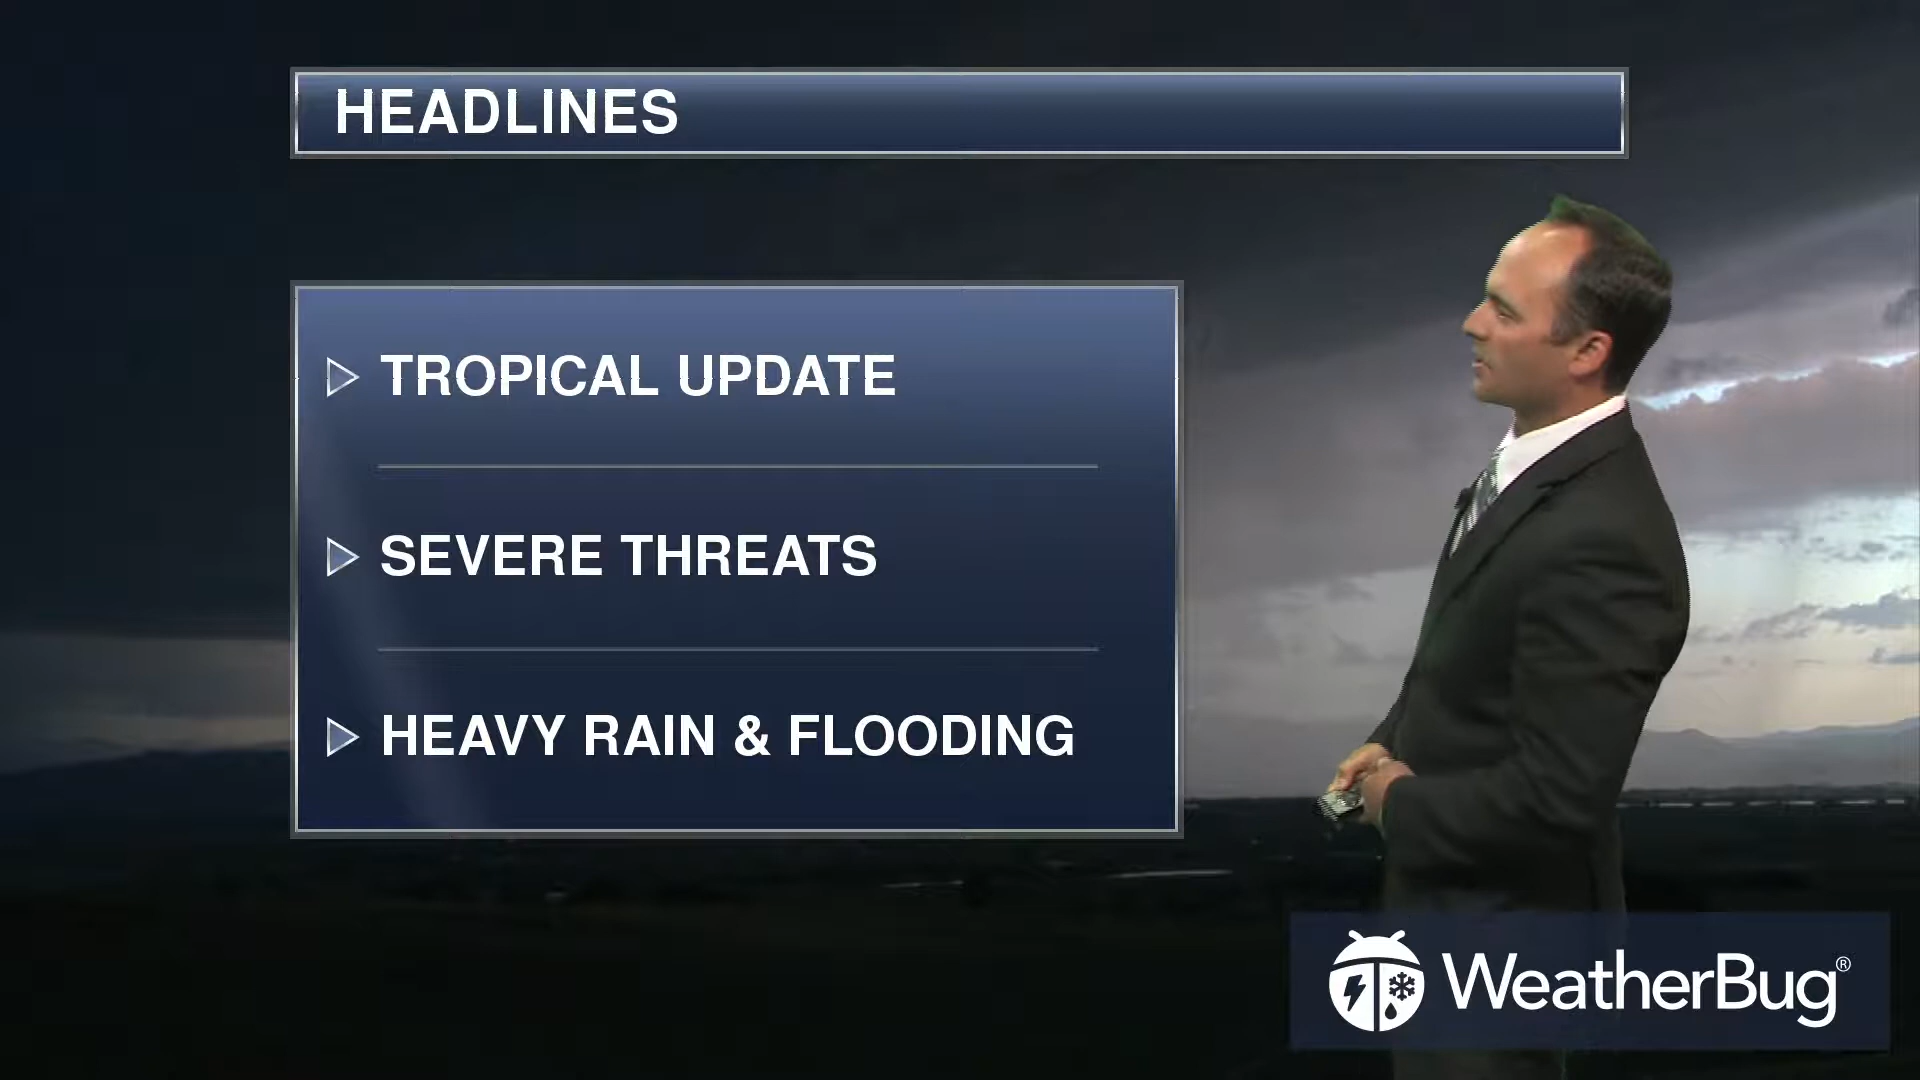 HEADLINES
TROPICAL UPDATE
SEVERE THREATS
HEAVY RAIN & FLOODING
WeatherBug®